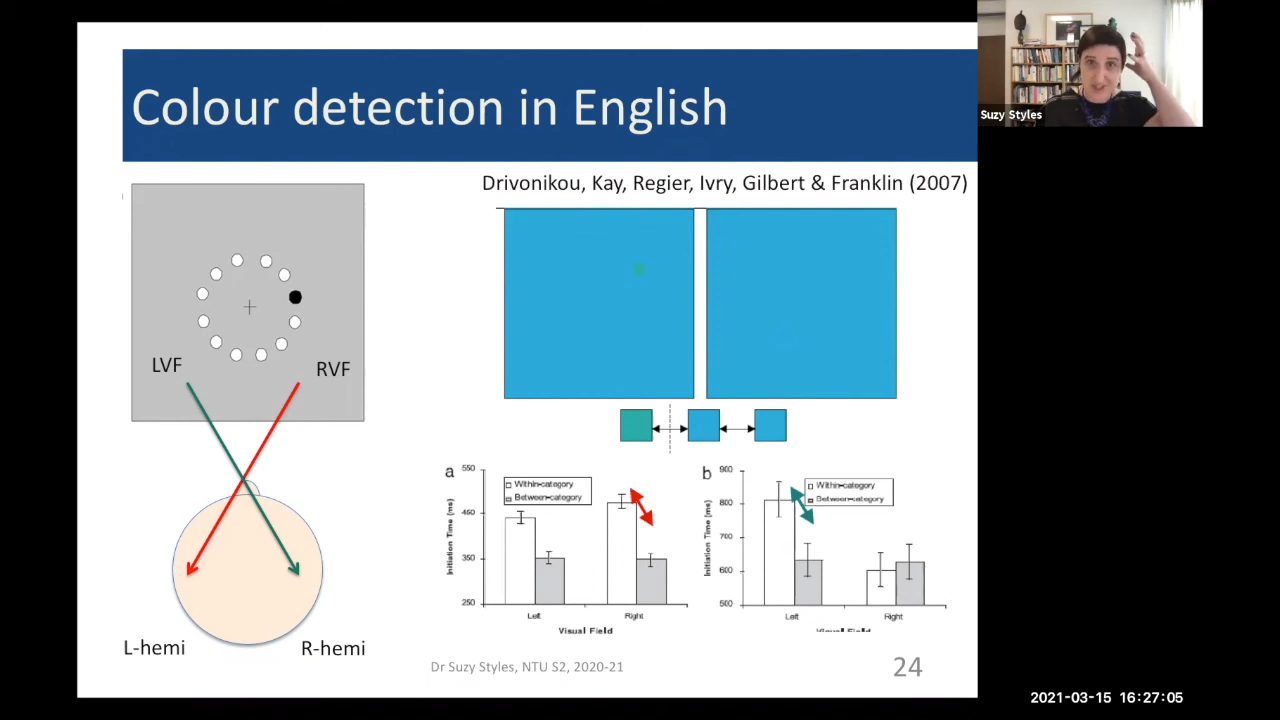 Colour detection in English
Suzy Styles
Drivonikou, Kay, Regier, Ivry, Gilbert & Franklin (2007)
LVF
RVF
L-hemi
R-hemi
a
550
450
350
250
Initiation Time (ms)
Within-category
Between-category
Left
Right
Visual Field
b
900
800
700
600
500
Initiation Time (ms)
Within-category
Between-category
Left
Right
Visual Field
Dr Suzy Styles, NTU S2, 2020-21
24
2021-03-15 16:27:05